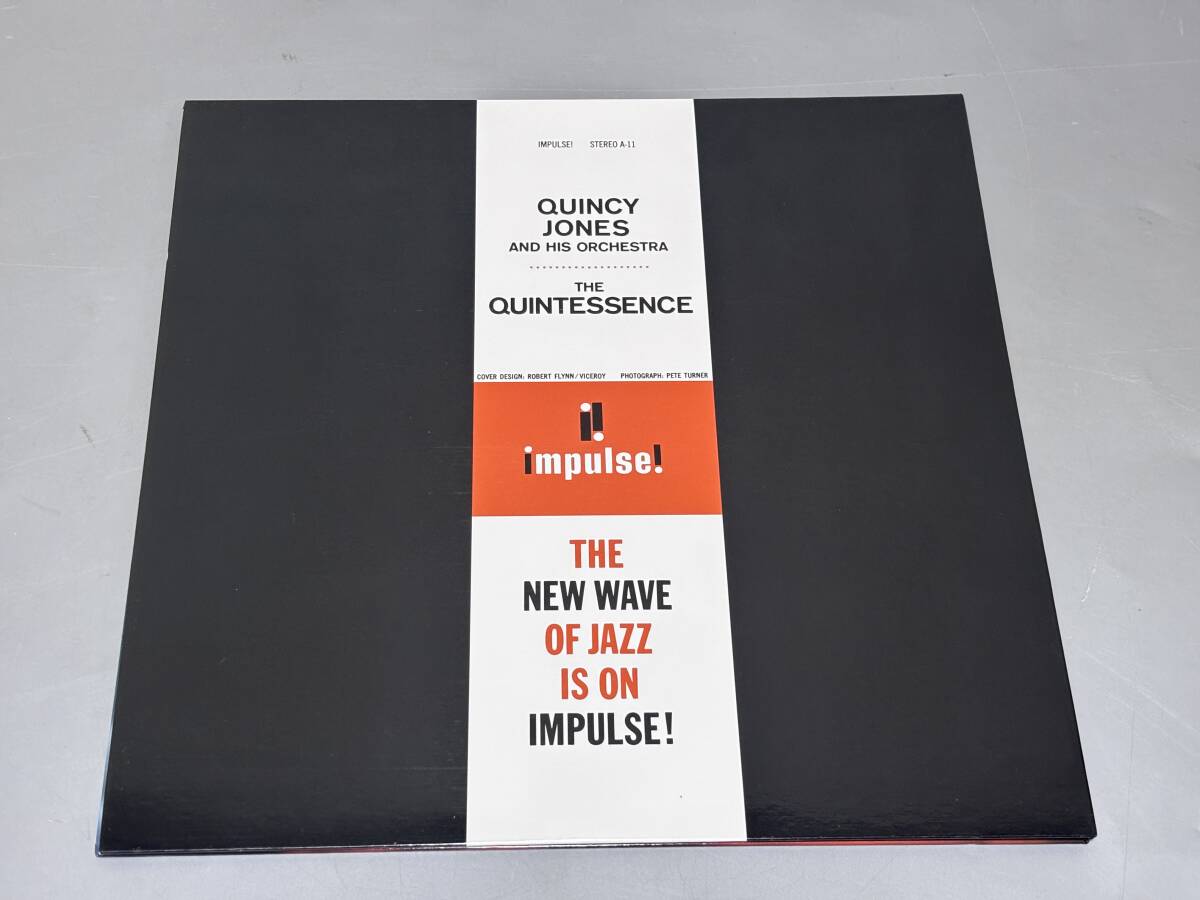 IMPULSE! STEREO A-11
QUINCY
JONES
AND HIS ORCHESTRA
THE
QUINTESSENCE
COVER DESIGN: ROBERT FLYNN/VICEROY PHOTOGRAPH: PETE TURNER
impulse!
THE
NEW WAVE
OF JAZZ
IS ON
IMPULSE!